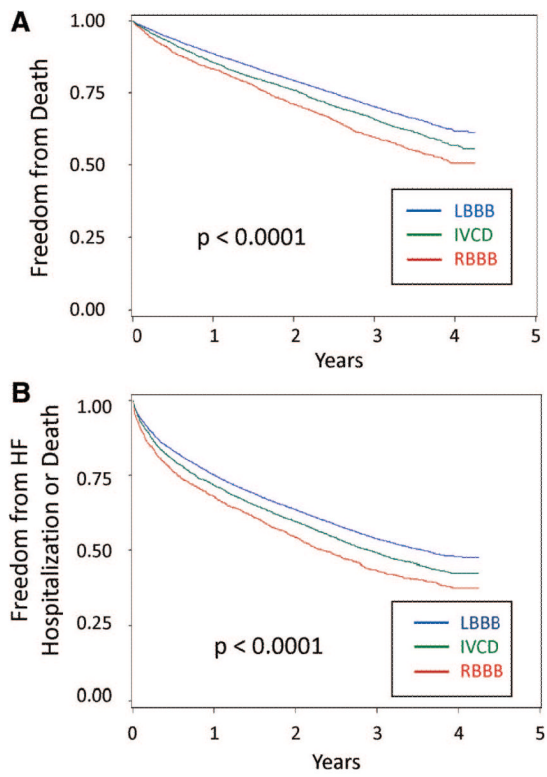 A
Freedom from Death
1.00
0.75
0.50
0.25
0.00
LBBB
IVCD
RBBB
p < 0.0001
0 1 2 3 4 5
Years
B
Freedom from HF
Hospitalization or Death
1.00
0.75
0.50
0.25
0.00
LBBB
IVCD
RBBB
p < 0.0001
0 1 2 3 4 5
Years